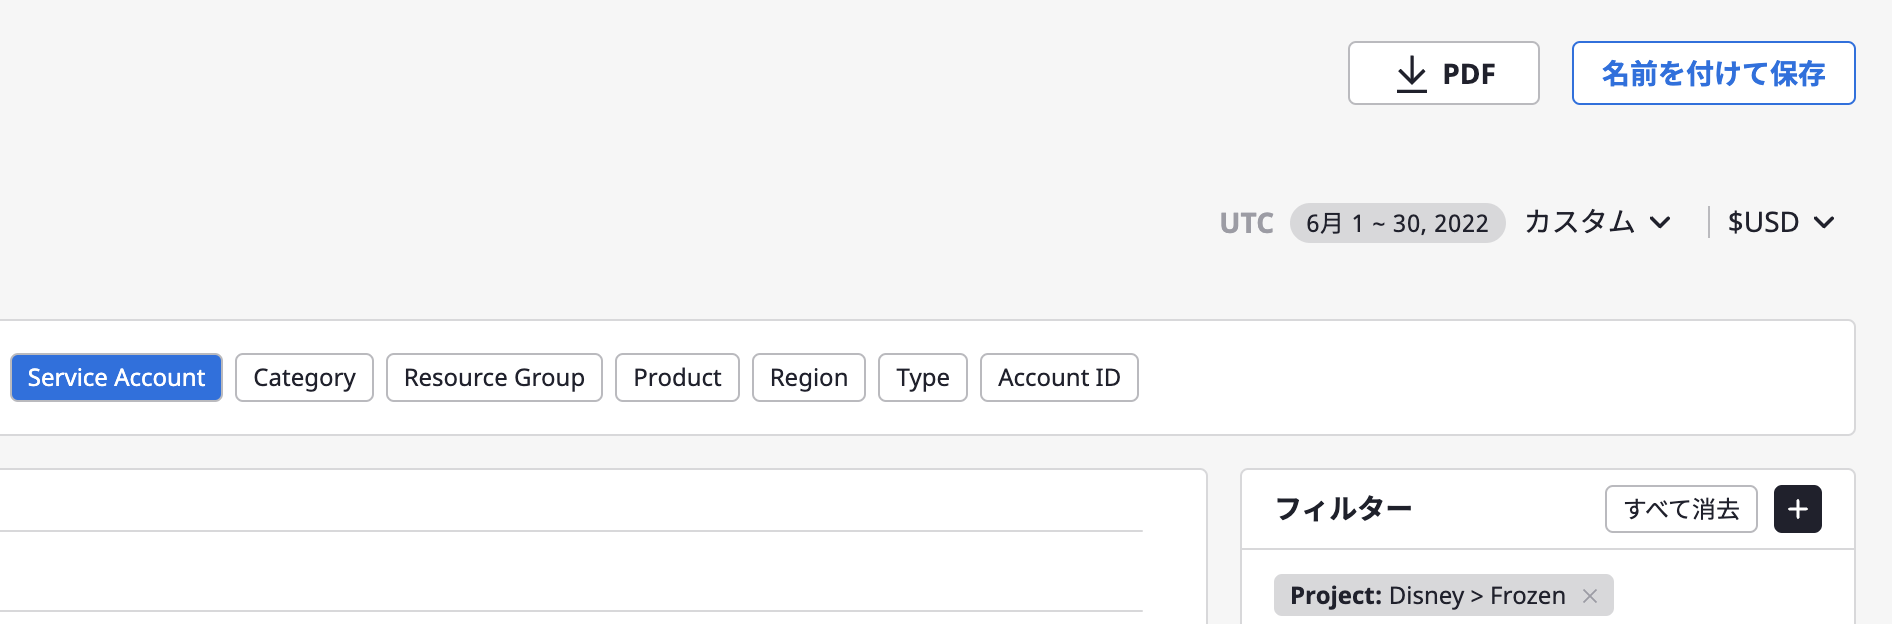 PDF 名前を付けて保存
UTC 6月 1 ~ 30, 2022 カスタム $USD
Service Account Category Resource Group Product Region Type Account ID
フィルター すべて消去
Project: Disney > Frozen